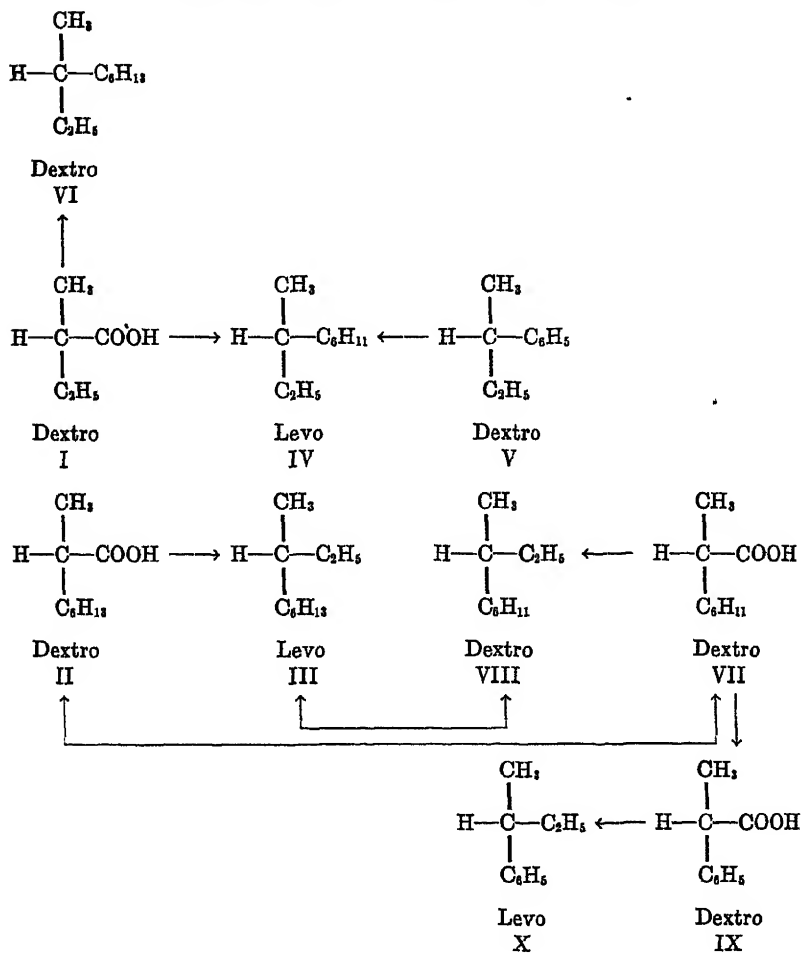 CH₃
H—C—C₆H₁₃
C₂H₅
Dextro
VI
CH₃ CH₃ CH₃
H—C—COOH → H—C—C₆H₁₁ ← H—C—C₆H₅
C₂H₅ C₂H₅ C₂H₅
Dextro Levo Dextro
I IV V
CH₃ CH₃ CH₃ CH₃
H—C—COOH → H—C—C₂H₅ H—C—C₂H₅ ← H—C—COOH
C₆H₁₃ C₆H₁₃ C₆H₁₁ C₆H₁₁
Dextro Levo Dextro Dextro
II III VIII VII
CH₃ CH₃
H—C—C₂H₅ ← H—C—COOH
C₆H₅ C₆H₅
Levo Dextro
X IX